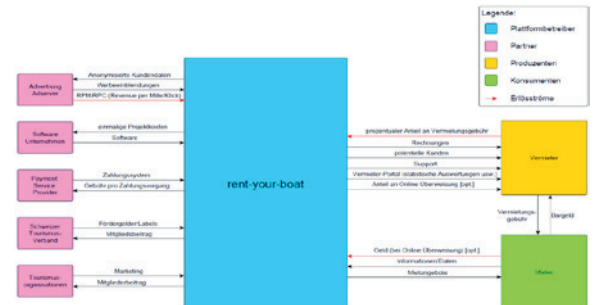 Legende:
Plattformbetreiber
Partner
Produzenten
Konsumenten
Erlösströme
Advertising
Adserver
Anonymisierte Kundendaten
Werbeeinblendungen
RPM/RPC (Revenue per Mille/Klick)
Software
Unternehmen
einmalige Projektkosten
Software
Payment
Service
Provider
Zahlungssystem
Gebühr pro Zahlungsvorgang
Schweizer
Tourismus-
Verband
Fördergelder/Labels
Mitgliedsbeitrag
Tourismus-
organisationen
Marketing
Mitgliederbeitrag
rent-your-boat
prozentualer Anteil an Vermietungsgebühr
Rechnungen
potentielle Kunden
Support
Vermieter-Portal (statistische Auswertungen usw.)
Anteil an Online Überweisung [opt.]
Vermieter
Vermietungs-
gebühr
Bargeld
Geld (bei Online Überweisung) [opt.]
Informationen/Daten
Mietangebote
Mieter